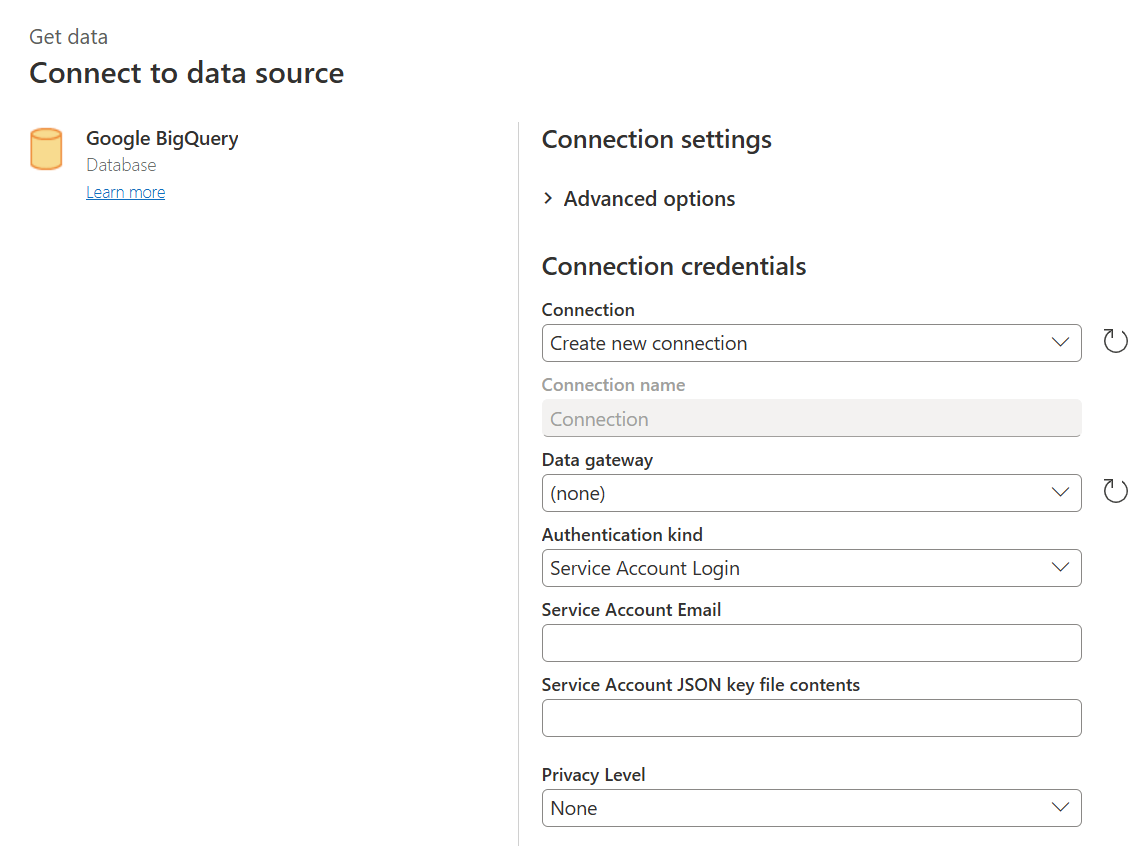 Get data
Connect to data source
Google BigQuery
Database
Learn more
Connection settings
Advanced options
Connection credentials
Connection
Create new connection
Connection name
Connection
Data gateway
(none)
Authentication kind
Service Account Login
Service Account Email
Service Account JSON key file contents
Privacy Level
None